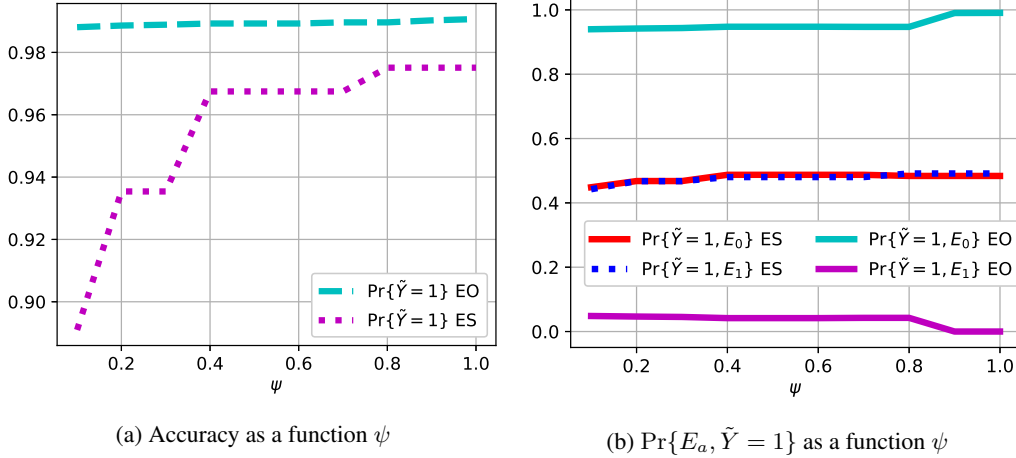 0.98
0.96
0.94
0.92
0.90
0.2 0.4 0.6 0.8 1.0
ψ
Pr{Ỹ = 1} EO
Pr{Ỹ = 1} ES
(a) Accuracy as a function ψ
1.0
0.8
0.6
0.4
0.2
0.0
0.2 0.4 0.6 0.8 1.0
ψ
Pr{Ỹ = 1, E₀} ES
Pr{Ỹ = 1, E₁} ES
Pr{Ỹ = 1, E₀} EO
Pr{Ỹ = 1, E₁} EO
(b) Pr{Eₐ, Ỹ = 1} as a function ψ